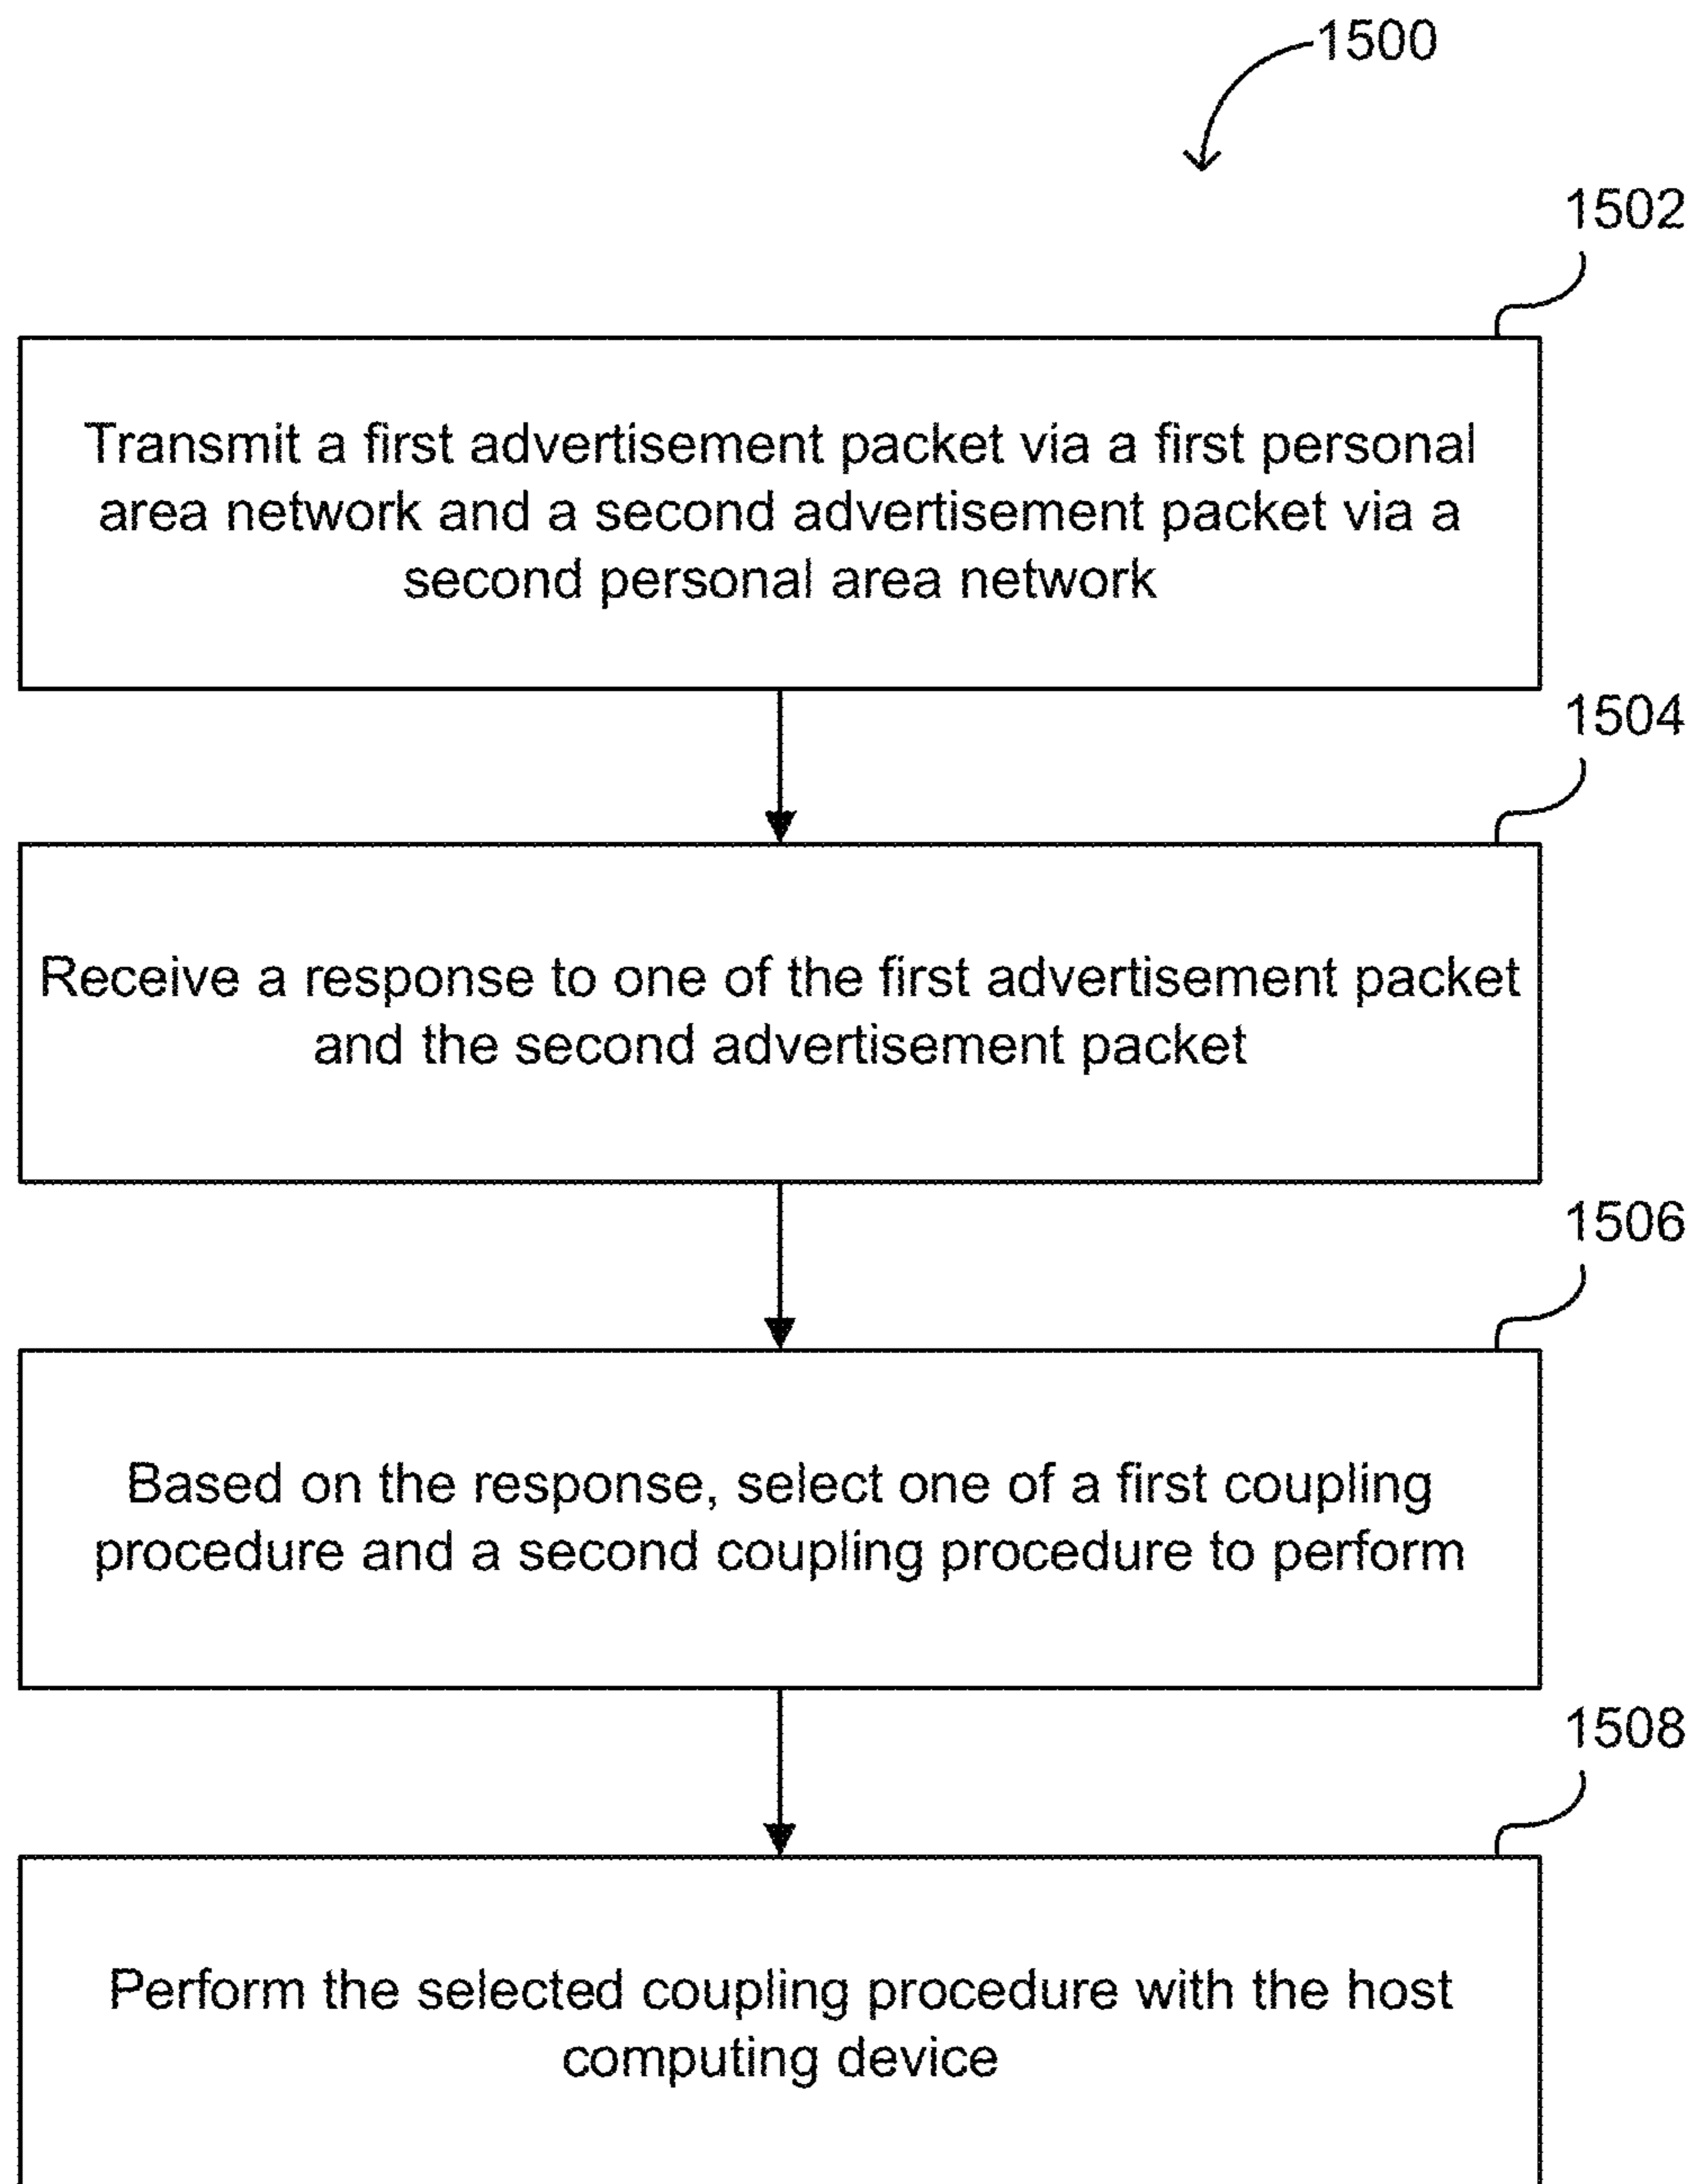 1500
1502
Transmit a first advertisement packet via a first personal
area network and a second advertisement packet via a
second personal area network
1504
Receive a response to one of the first advertisement packet
and the second advertisement packet
1506
Based on the response, select one of a first coupling
procedure and a second coupling procedure to perform
1508
Perform the selected coupling procedure with the host
computing device